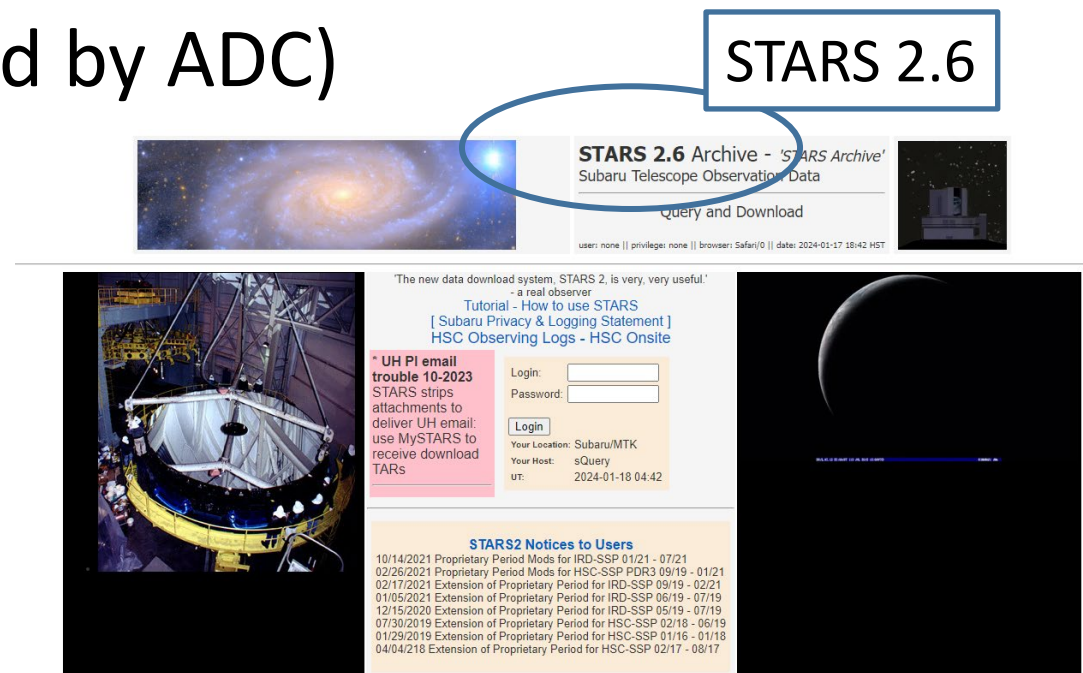 d by ADC)
STARS 2.6
STARS 2.6 Archive - 'STARS Archive'
Subaru Telescope Observation Data
Query and Download
user: none || privilege: none || browser: Safari/0 || date: 2024-01-17 18:42 HST
'The new data download system, STARS 2, is very, very useful.'
- a real observer
Tutorial - How to use STARS
[ Subaru Privacy & Logging Statement ]
HSC Observing Logs - HSC Onsite
* UH PI email
trouble 10-2023
STARS strips
attachments to
deliver UH email:
use MySTARS to
receive download
TARs
Login:
Password:
Login
Your Location: Subaru/MTK
Your Host: sQuery
UT: 2024-01-18 04:42
STARS2 Notices to Users
10/14/2021 Proprietary Period Mods for IRD-SSP 01/21 - 07/21
02/26/2021 Proprietary Period Mods for HSC-SSP PDR3 09/19 - 01/21
02/17/2021 Extension of Proprietary Period for IRD-SSP 09/19 - 02/21
01/05/2021 Extension of Proprietary Period for IRD-SSP 06/19 - 07/19
12/15/2020 Extension of Proprietary Period for IRD-SSP 05/19 - 07/19
07/30/2019 Extension of Proprietary Period for HSC-SSP 02/18 - 06/19
01/29/2019 Extension of Proprietary Period for HSC-SSP 01/16 - 01/18
04/04/218 Extension of Proprietary Period for HSC-SSP 02/17 - 08/17